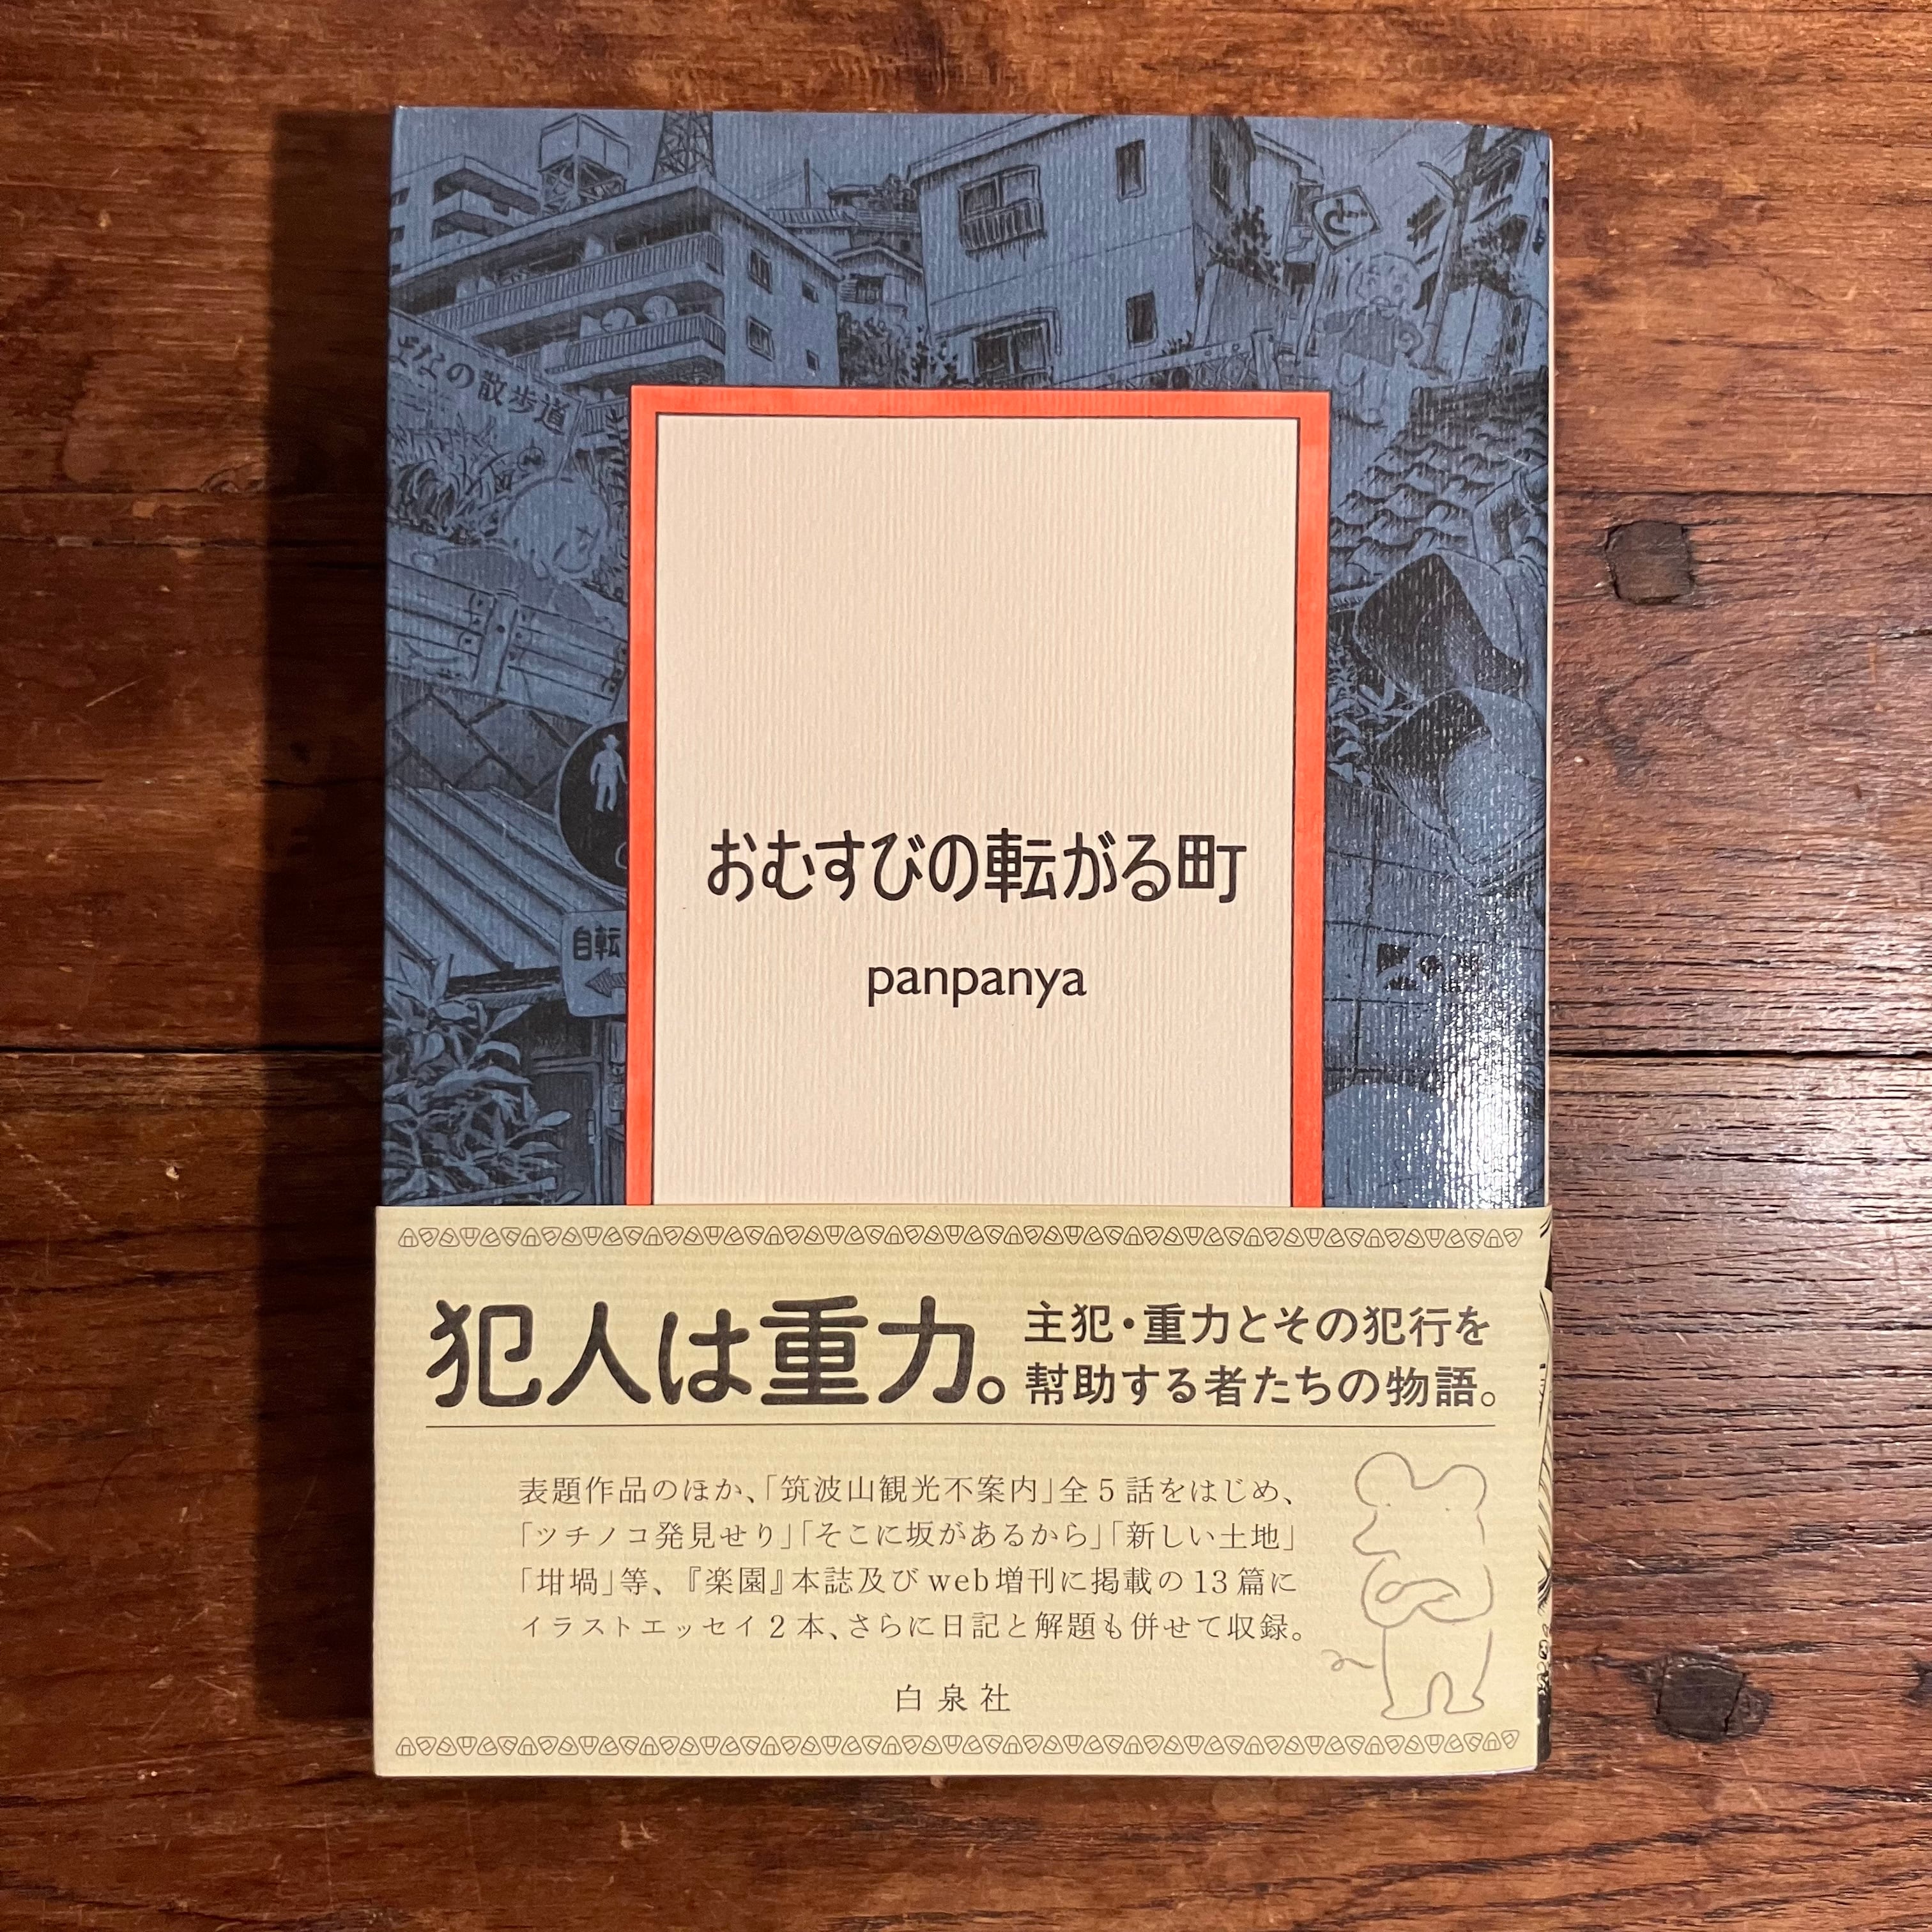 と
の散歩道
自転
おむすびの転がる町
panpanya
犯人は重力。
主犯・重力とその犯行を
幇助する者たちの物語。
表題作品のほか、「筑波山観光不案内」全5話をはじめ、
「ツチノコ発見せり」「そこに坂があるから」「新しい土地」
「坩堝」等、『楽園』本誌及びweb増刊に掲載の13篇に
イラストエッセイ2本、さらに日記と解題も併せて収録。
白泉社